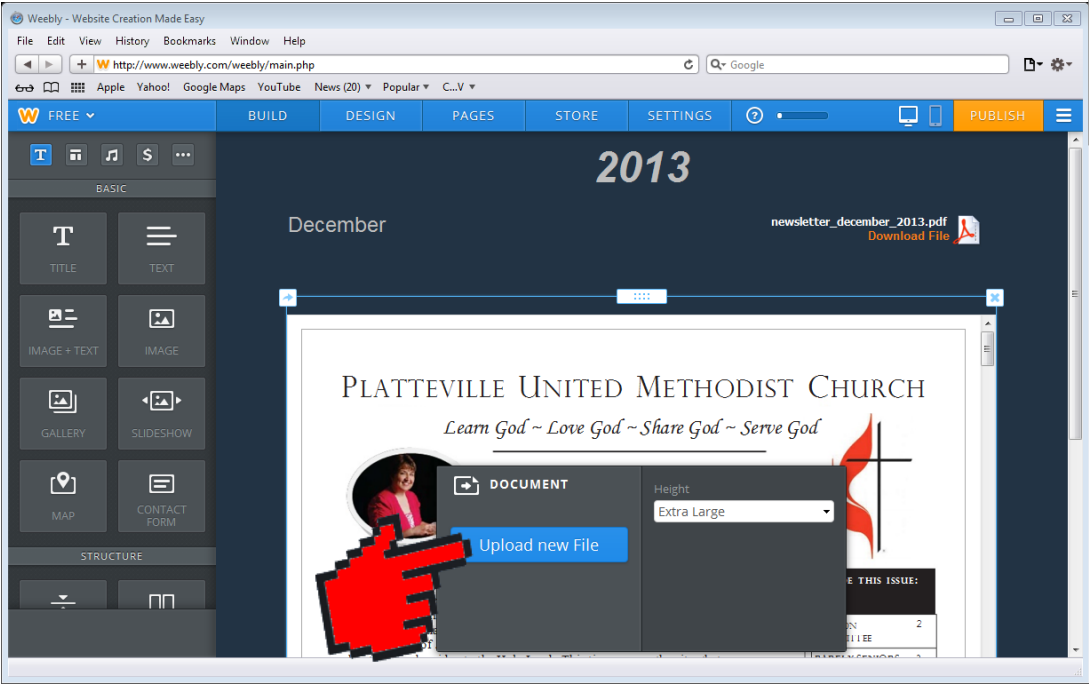 Weebly - Website Creation Made Easy
File Edit View History Bookmarks Window Help
http://www.weebly.com/weebly/main.php
Google
Apple Yahoo! Google Maps YouTube News (20) Popular C...V
FREE BUILD DESIGN PAGES STORE SETTINGS ? PUBLISH
BASIC
TITLE TEXT
IMAGE + TEXT IMAGE
GALLERY SLIDESHOW
MAP CONTACT
FORM
STRUCTURE
2013
December
newsletter_december_2013.pdf
Download File
PLATTEVILLE UNITED METHODIST CHURCH
Learn God ~ Love God ~ Share God ~ Serve God
DOCUMENT
Upload new File
Height
Extra Large
THIS ISSUE:
2